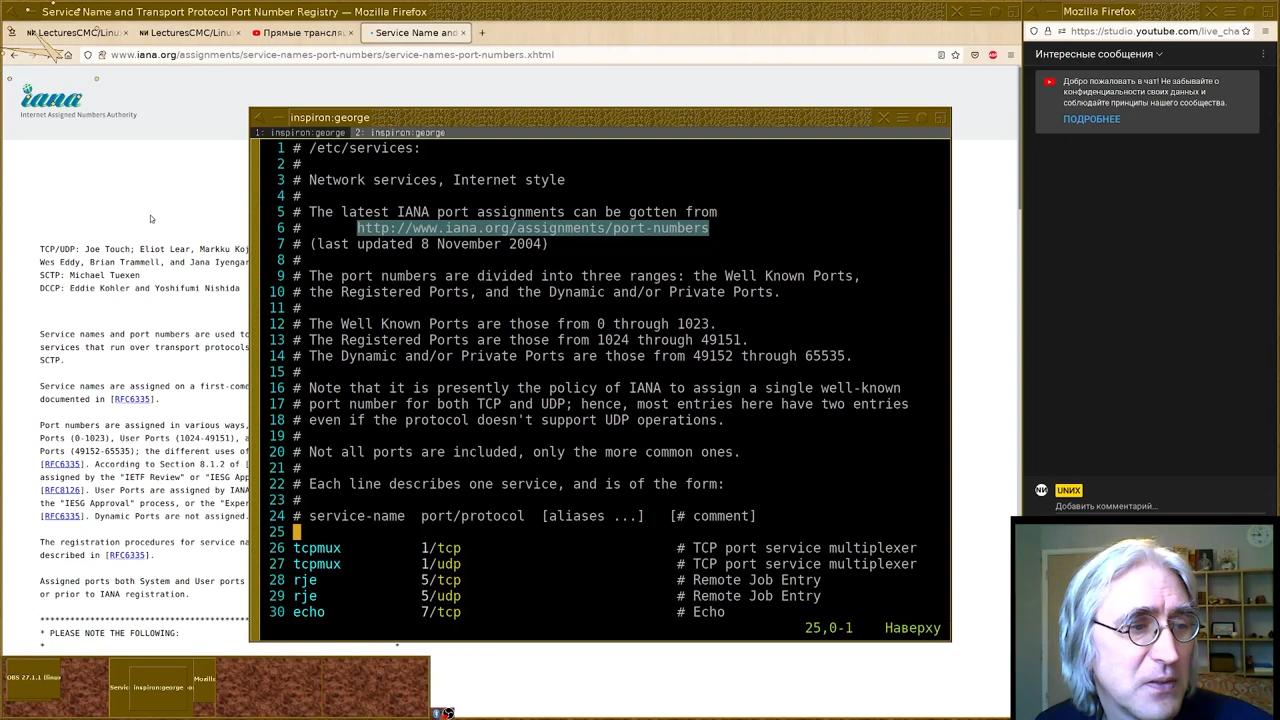 Service Name and Transport Protocol Port Number Registry — Mozilla Firefox
LecturesCMC/Linu
LecturesCMC/Linu
Прямые трансля
Service Name and
www.iana.org/assignments/service-names-port-numbers/service-names-port-numbers.xhtml
iana
Internet Assigned Numbers Authority
TCP/UDP: Joe Touch; Eliot Lear, Markku Koj
Wes Eddy, Brian Trammell, and Jana Iyengar
SCTP: Michael Tuexen
DCCP: Eddie Kohler and Yoshifumi Nishida
Service names and port numbers are used to
services that run over transport protocols
SCTP.
Service names are assigned on a first-come
documented in [RFC6335].
Port numbers are assigned in various ways,
Ports (0-1023), User Ports (1024-49151), a
Ports (49152-65535); the different uses of
[RFC6335]. According to Section 8.1.2 of [
assigned by the "IETF Review" or "IESG App
[RFC8126]. User Ports are assigned by IANA
the "IESG Approval" process, or the "Exper
[RFC6335]. Dynamic Ports are not assigned.
The registration procedures for service na
described in [RFC6335].
Assigned ports both System and User ports
or prior to IANA registration.
******************************************
* PLEASE NOTE THE FOLLOWING:
* *
inspiron:george
1: inspiron:george 2: inspiron:george
1 # /etc/services:
2 #
3 # Network services, Internet style
4 #
5 # The latest IANA port assignments can be gotten from
6 # http://www.iana.org/assignments/port-numbers
7 # (last updated 8 November 2004)
8 #
9 # The port numbers are divided into three ranges: the Well Known Ports,
10 # the Registered Ports, and the Dynamic and/or Private Ports.
11 #
12 # The Well Known Ports are those from 0 through 1023.
13 # The Registered Ports are those from 1024 through 49151.
14 # The Dynamic and/or Private Ports are those from 49152 through 65535.
15 #
16 # Note that it is presently the policy of IANA to assign a single well-known
17 # port number for both TCP and UDP; hence, most entries here have two entries
18 # even if the protocol doesn't support UDP operations.
19 #
20 # Not all ports are included, only the more common ones.
21 #
22 # Each line describes one service, and is of the form:
23 #
24 # service-name port/protocol [aliases ...] [# comment]
25
26 tcpmux 1/tcp # TCP port service multiplexer
27 tcpmux 1/udp # TCP port service multiplexer
28 rje 5/tcp # Remote Job Entry
29 rje 5/udp # Remote Job Entry
30 echo 7/tcp # Echo
25,0-1 Наверху
Mozilla Firefox
https://studio.youtube.com/live_cha
Интересные сообщения
Добро пожаловать в чат! Не забывайте о
конфиденциальности своих данных и
соблюдайте принципы нашего сообщества.
ПОДРОБНЕЕ
UNИX
Оставьте комментарий...
OBS 27.1.1 (linux
Servic
inspiron:george
Mozilla